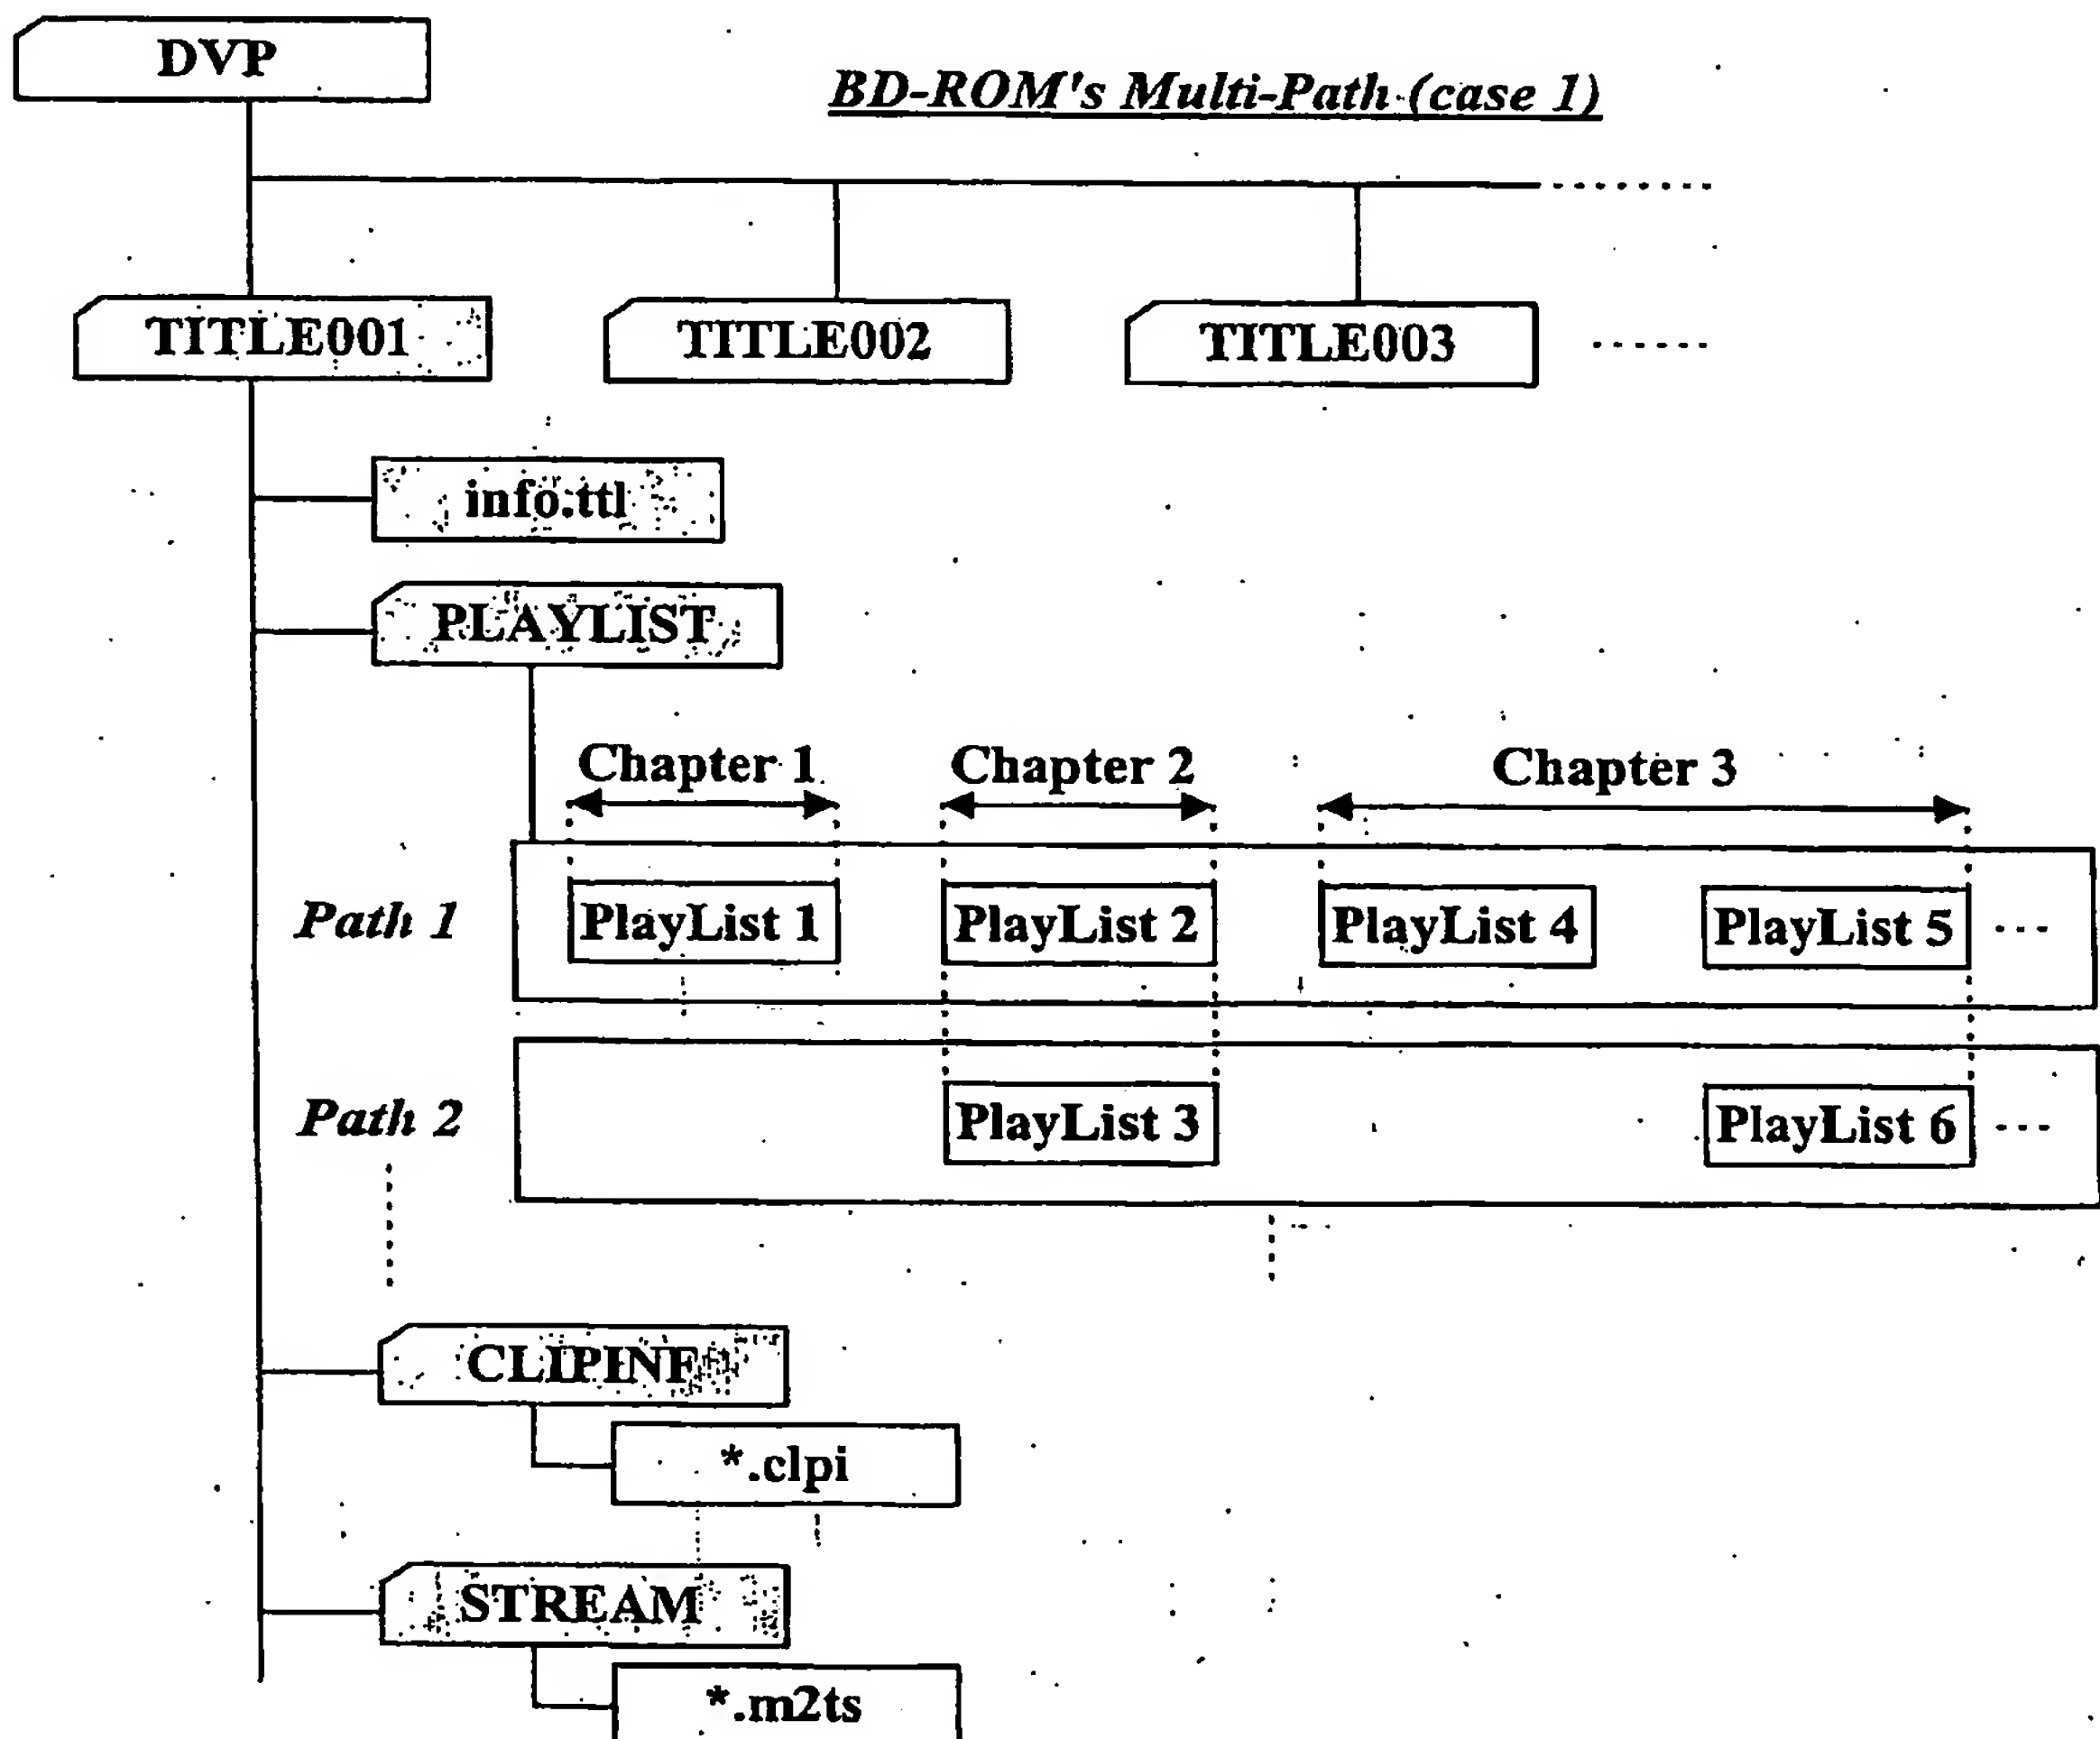 DVP
BD-ROM's Multi-Path (case 1)
TITLE001
TITLE002
TITLE003
info.ttl
PLAYLIST
Chapter 1
Chapter 2
Chapter 3
Path 1
PlayList 1
PlayList 2
PlayList 4
PlayList 5
Path 2
PlayList 3
PlayList 6
CLIPINF
*.clpi
STREAM
*.m2ts